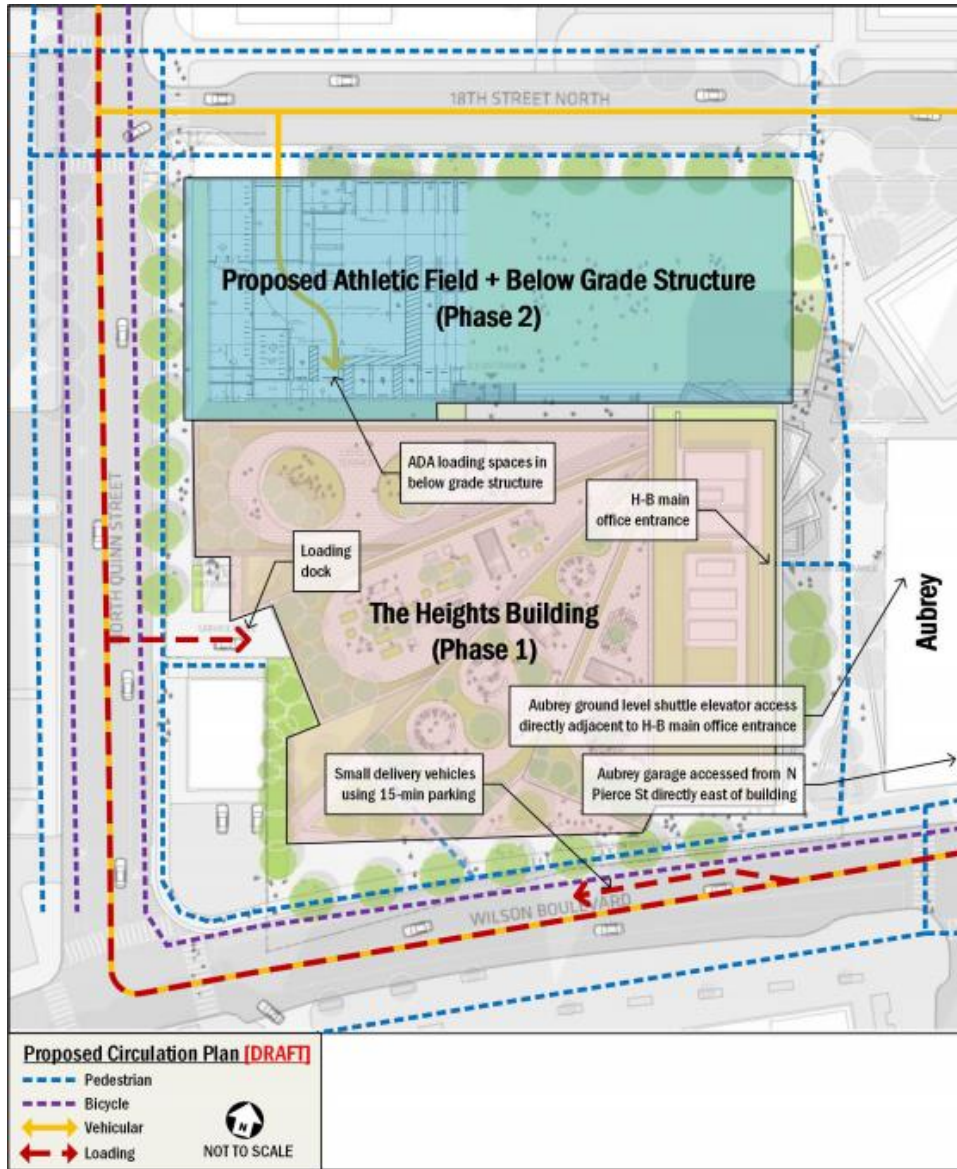 18TH STREET NORTH
Proposed Athletic Field + Below Grade Structure
(Phase 2)
ADA loading spaces in
below grade structure
H-B main
office entrance
NORTH QUINN STREET
Loading
dock
The Heights Building
(Phase 1)
Aubrey
Aubrey ground level shuttle elevator access
directly adjacent to H-B main office entrance
Small delivery vehicles
using 15-min parking
Aubrey garage accessed from N
Pierce St directly east of building
WILSON BOULEVARD
Proposed Circulation Plan [DRAFT]
Pedestrian
Bicycle
Vehicular
Loading
N
NOT TO SCALE